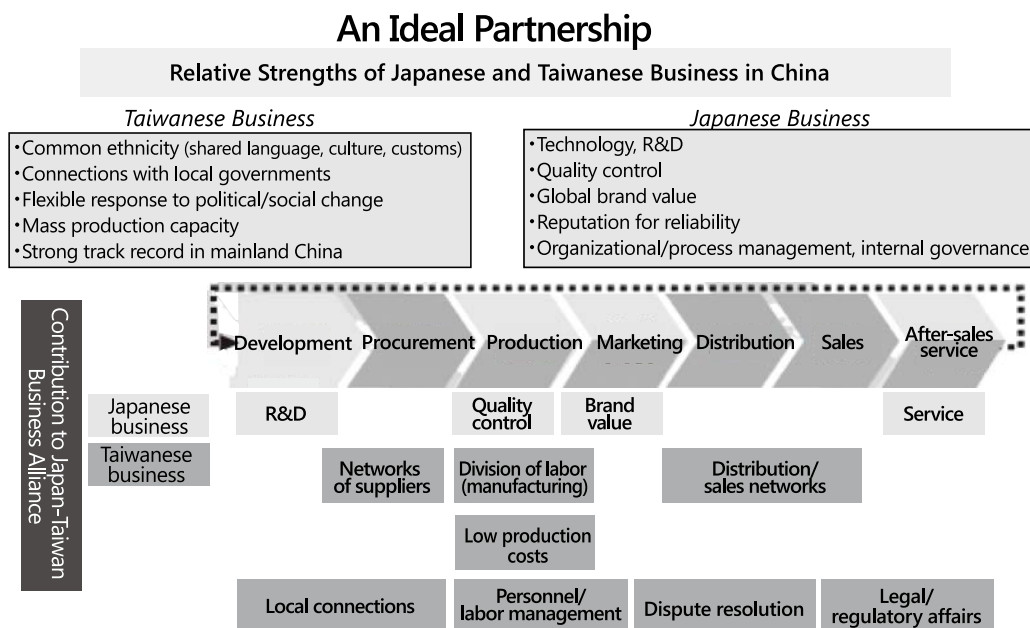 An Ideal Partnership
Relative Strengths of Japanese and Taiwanese Business in China
Taiwanese Business
・Common ethnicity (shared language, culture, customs)
・Connections with local governments
・Flexible response to political/social change
・Mass production capacity
・Strong track record in mainland China
Japanese Business
・Technology, R&D
・Quality control
・Global brand value
・Reputation for reliability
・Organizational/process management, internal governance
Contribution to Japan–Taiwan
Business Alliance
Development
Procurement
Production
Marketing
Distribution
Sales
After-sales
service
Japanese
business
R&D
Quality
control
Brand
value
Service
Taiwanese
business
Networks
of suppliers
Division of labor
(manufacturing)
Distribution/
sales networks
Low production
costs
Local connections
Personnel/
labor management
Dispute resolution
Legal/
regulatory affairs